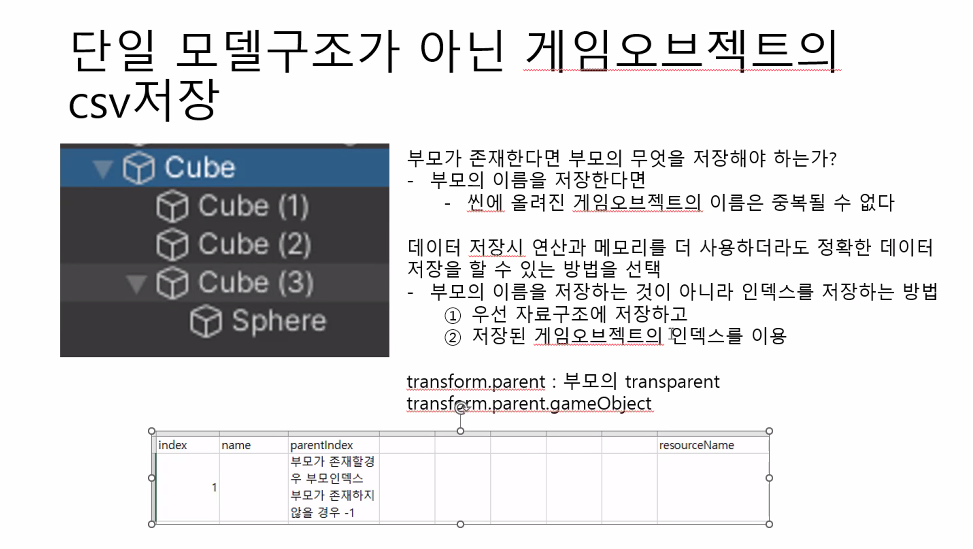 단일 모델구조가 아닌 게임오브젝트의
csv저장
Cube
Cube (1)
Cube (2)
Cube (3)
Sphere
부모가 존재한다면 부모의 무엇을 저장해야 하는가?
- 부모의 이름을 저장한다면
- 씬에 올려진 게임오브젝트의 이름은 중복될 수 없다
데이터 저장시 연산과 메모리를 더 사용하더라도 정확한 데이터
저장을 할 수 있는 방법을 선택
- 부모의 이름을 저장하는 것이 아니라 인덱스를 저장하는 방법
① 우선 자료구조에 저장하고
② 저장된 게임오브젝트의 인덱스를 이용
transform.parent : 부모의 transparent
transform.parent.gameObject
index name parentIndex resourceName
부모가 존재할경
우 부모인덱스
1 부모가 존재하지
않을 경우 -1